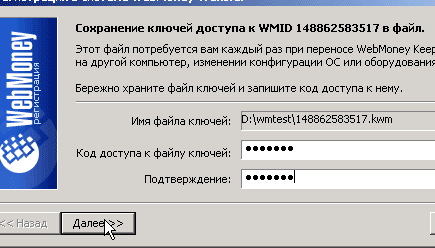 Сохранение ключей доступа к WMID 148862583517 в файл.
Этот файл потребуется вам каждый раз при переносе WebMoney Keep
на другой компьютер, изменении конфигурации ОС или оборудования
Бережно храните файл ключей и запишите код доступа к нему.
WebMoney
регистрация
Имя файла ключей: D:\wmtest\148862583517.kwm
Код доступа к файлу ключей: •••••••
Подтверждение: •••••••
<< Назад Далее >>